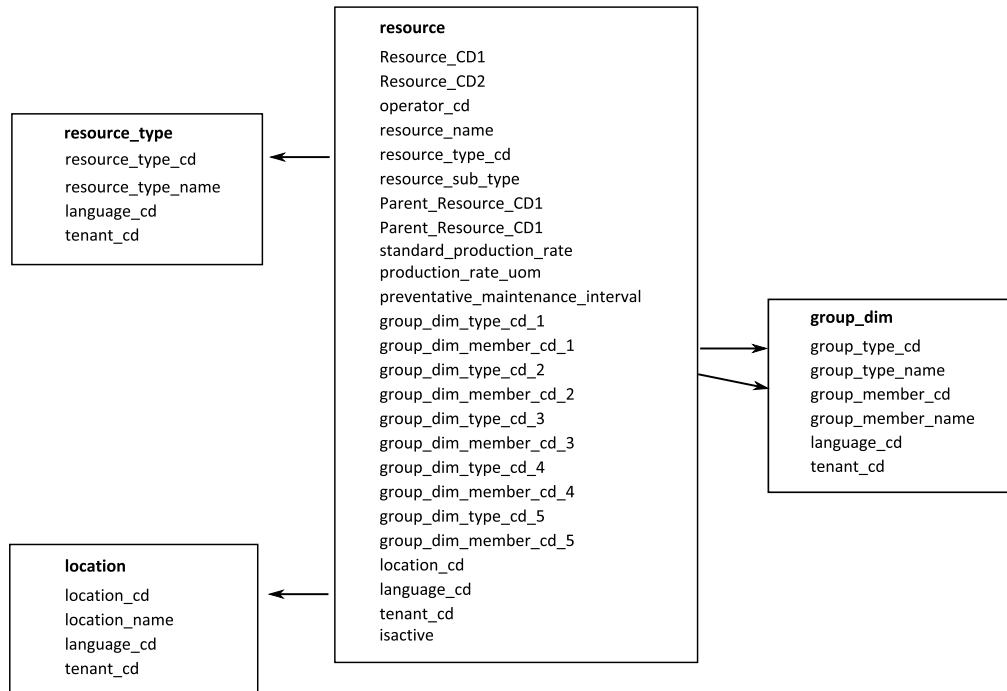 resource
Resource_CD1
Resource_CD2
operator_cd
resource_name
resource_type_cd
resource_sub_type
Parent_Resource_CD1
Parent_Resource_CD1
standard_production_rate
production_rate_uom
preventative_maintenance_interval
group_dim_type_cd_1
group_dim_member_cd_1
group_dim_type_cd_2
group_dim_member_cd_2
group_dim_type_cd_3
group_dim_member_cd_3
group_dim_type_cd_4
group_dim_member_cd_4
group_dim_type_cd_5
group_dim_member_cd_5
location_cd
language_cd
tenant_cd
isactive
resource_type
resource_type_cd
resource_type_name
language_cd
tenant_cd
group_dim
group_type_cd
group_type_name
group_member_cd
group_member_name
language_cd
tenant_cd
location
location_cd
location_name
language_cd
tenant_cd